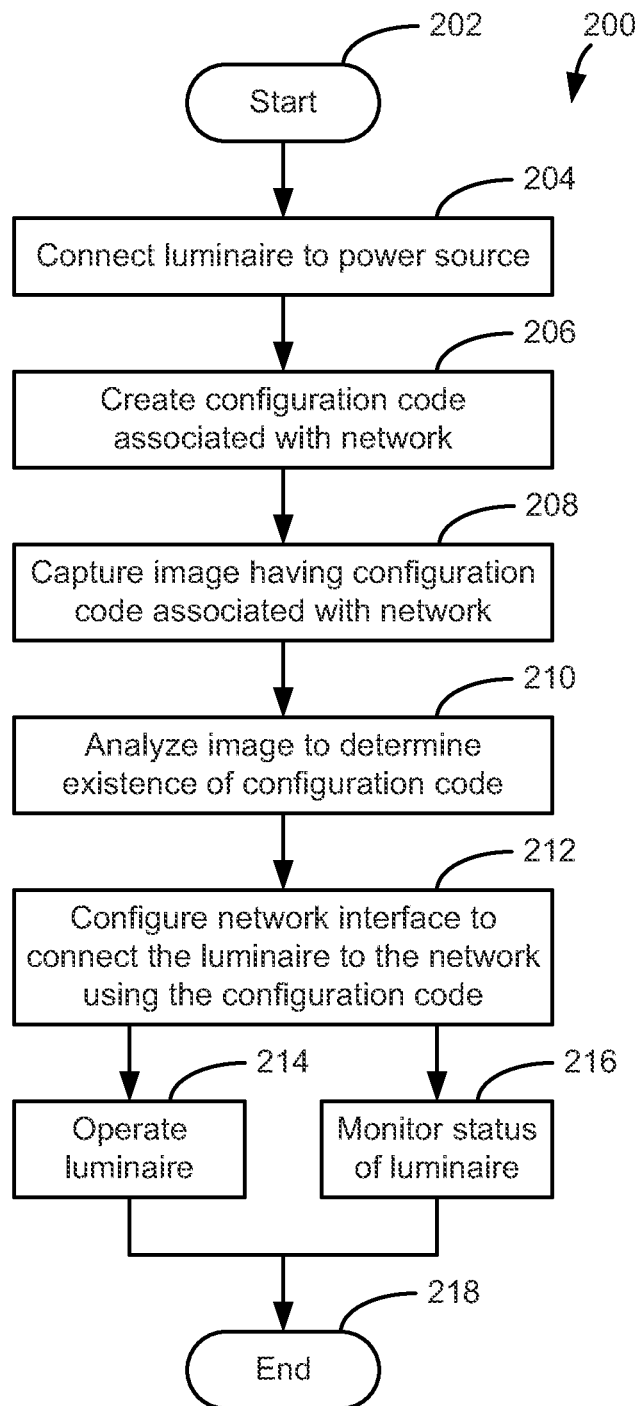 202
200
Start
204
Connect luminaire to power source
206
Create configuration code
associated with network
208
Capture image having configuration
code associated with network
210
Analyze image to determine
existence of configuration code
212
Configure network interface to
connect the luminaire to the network
using the configuration code
214
216
Operate
luminaire
Monitor status
of luminaire
218
End